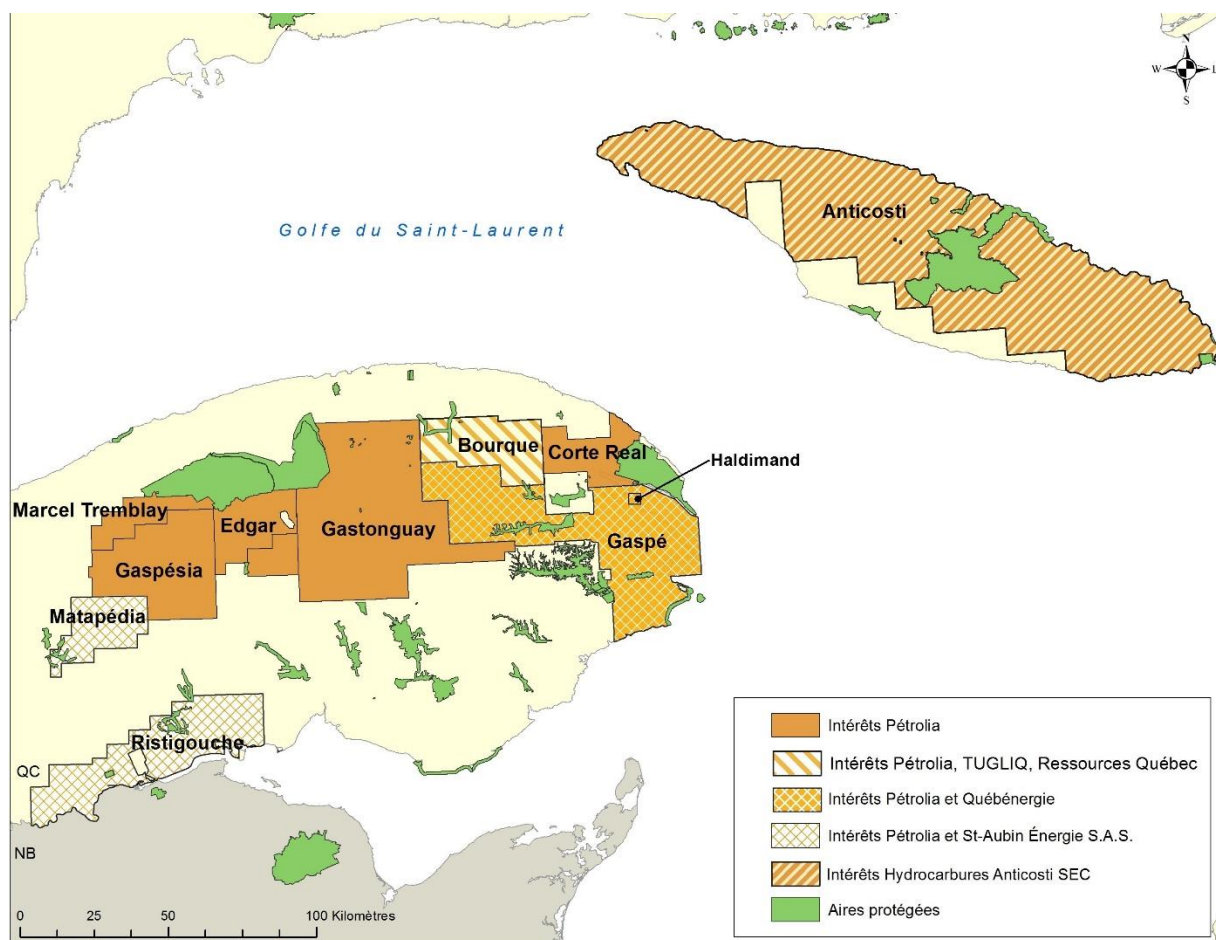 N
W L
S
Anticosti
Golfe du Saint-Laurent
Bourque
Corte Real
Haldimand
Marcel Tremblay
Edgar
Gastonguay
Gaspé
Gaspésia
Matapédia
Ristigouche
QC
NB
0 25 50 100 Kilomètres
Intérêts Pétrolia
Intérêts Pétrolia, TUGLIQ, Ressources Québec
Intérêts Pétrolia et Québénergie
Intérêts Pétrolia et St-Aubin Énergie S.A.S.
Intérêts Hydrocarbures Anticosti SEC
Aires protégées